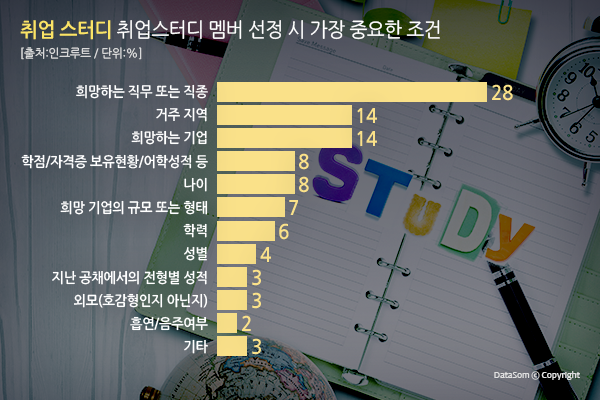 취업 스터디 취업스터디 멤버 선정 시 가장 중요한 조건
[출처:인크루트 / 단위:%]
희망하는 직무 또는 직종 28
거주 지역 14
희망하는 기업 14
학점/자격증 보유현황/어학성적 등 8
나이 8
희망 기업의 규모 또는 형태 7
학력 6
성별 4
지난 공채에서의 전형별 성적 3
외모(호감형인지 아닌지) 3
흡연/음주여부 2
기타 3
STuDy
DataSom ⓒ Copyright